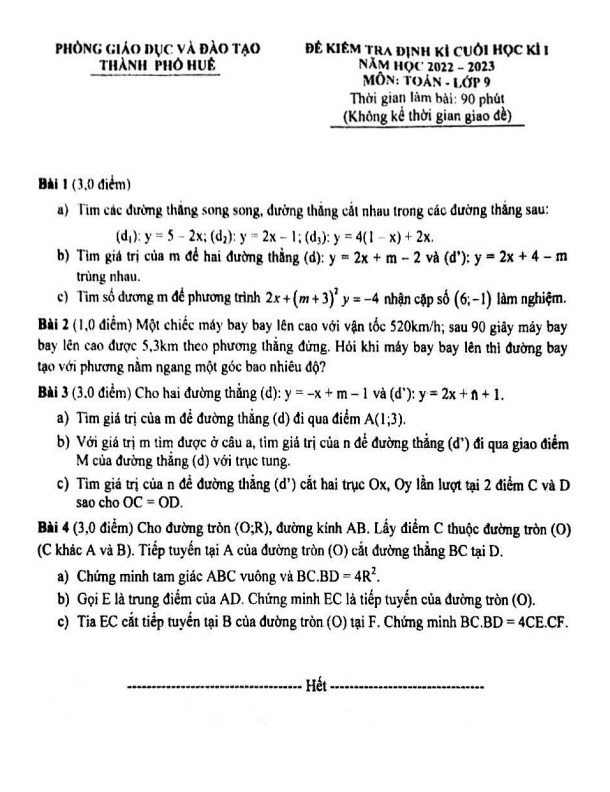 PHÒNG GIÁO DỤC VÀ ĐÀO TẠO
THÀNH PHỐ HUẾ
ĐỀ KIỂM TRA ĐỊNH KÌ CUỐI HỌC KÌ I
NĂM HỌC 2022 – 2023
MÔN: TOÁN - LỚP 9
Thời gian làm bài: 90 phút
(Không kể thời gian giao đề)
Bài 1 (3,0 điểm)
a) Tìm các đường thẳng song song, đường thẳng cắt nhau trong các đường thẳng sau:
(d₁): y = 5 – 2x; (d₂): y = 2x – 1; (d₃): y = 4(1 – x) + 2x.
b) Tìm giá trị của m để hai đường thẳng (d): y = 2x + m – 2 và (d'): y = 2x + 4 – m
trùng nhau.
c) Tìm số dương m để phương trình 2x + (m + 3)² y = –4 nhận cặp số (6;–1) làm nghiệm.
Bài 2 (1,0 điểm) Một chiếc máy bay bay lên cao với vận tốc 520km/h; sau 90 giây máy bay
bay lên cao được 5,3km theo phương thẳng đứng. Hỏi khi máy bay bay lên thì đường bay
tạo với phương nằm ngang một góc bao nhiêu độ?
Bài 3 (3,0 điểm) Cho hai đường thẳng (d): y = –x + m – 1 và (d'): y = 2x + n + 1.
a) Tìm giá trị của m để đường thẳng (d) đi qua điểm A(1;3).
b) Với giá trị m tìm được ở câu a, tìm giá trị của n để đường thẳng (d') đi qua giao điểm
M của đường thẳng (d) với trục tung.
c) Tìm giá trị của n để đường thẳng (d') cắt hai trục Ox, Oy lần lượt tại 2 điểm C và D
sao cho OC = OD.
Bài 4 (3,0 điểm) Cho đường tròn (O;R), đường kính AB. Lấy điểm C thuộc đường tròn (O)
(C khác A và B). Tiếp tuyến tại A của đường tròn (O) cắt đường thẳng BC tại D.
a) Chứng minh tam giác ABC vuông và BC.BD = 4R².
b) Gọi E là trung điểm của AD. Chứng minh EC là tiếp tuyến của đường tròn (O).
c) Tia EC cắt tiếp tuyến tại B của đường tròn (O) tại F. Chứng minh BC.BD = 4CE.CF.
---------------------------------- Hết ------------------------------